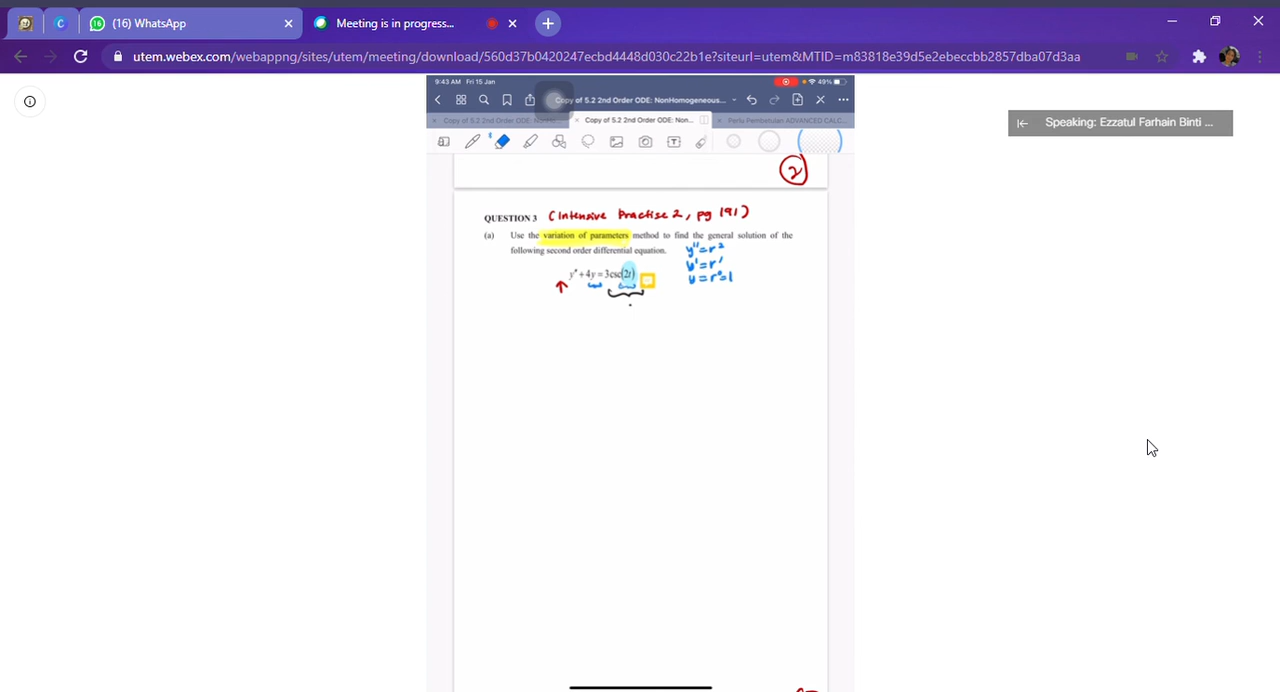 (16) WhatsApp
Meeting is in progress...
utem.webex.com/webappng/sites/utem/meeting/download/560d37b0420247ecbd4448d030c22b1e?siteurl=utem&MTID=m83818e39d5e2ebeccbb2857dba07d3aa
Speaking: Ezzatul Farhain Binti ...
9:43 AM Fri 15 Jan
49%
Copy of 5.2 2nd Order ODE: NonHomogeneous...
Copy of 5.2 2nd Order ODE: Non...
Perlu Pembetulan ADVANCED CALC...
2
QUESTION 3 (Intensive Practise 2, pg 191)
(a) Use the variation of parameters method to find the general solution of the
following second order differential equation.
y" + 4y = 3csc(2t)
y" = r²
y' = r'
y = r° = 1